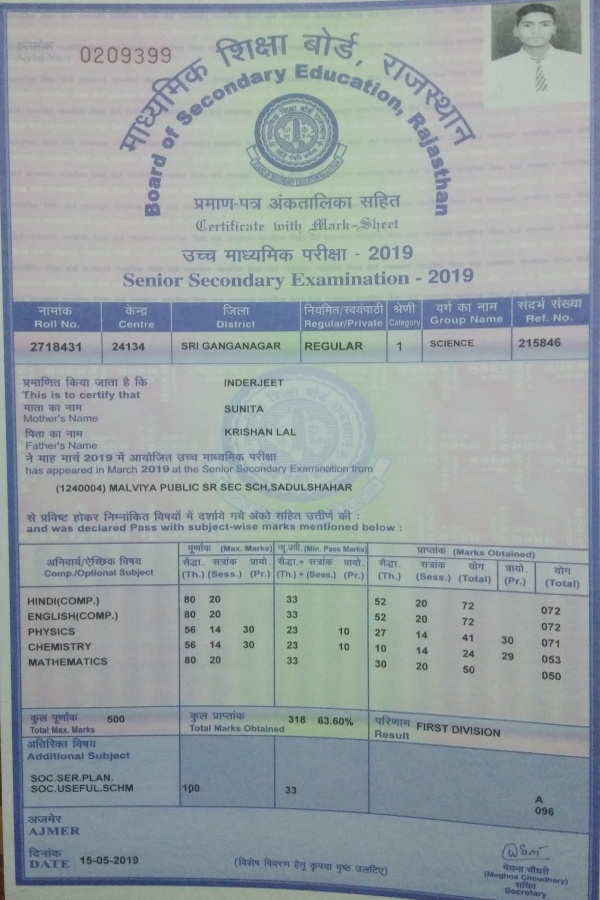 क्रमांक
Serial No. 0209399
माध्यमिक शिक्षा बोर्ड, राजस्थान
Board of Secondary Education, Rajasthan
प्रमाण-पत्र अंकतालिका सहित
Certificate with Mark-Sheet
उच्च माध्यमिक परीक्षा - 2019
Senior Secondary Examination - 2019
नामांक केन्द्र जिला नियमित/स्वयंपाठी श्रेणी वर्ग का नाम संदर्भ संख्या
Roll No. Centre District Regular/Private Category Group Name Ref. No.
2718431 24134 SRI GANGANAGAR REGULAR 1 SCIENCE 215846
प्रमाणित किया जाता है कि INDERJEET
This is to certify that
माता का नाम SUNITA
Mother's Name
पिता का नाम KRISHAN LAL
Father's Name
ने माह मार्च 2019 में आयोजित उच्च माध्यमिक परीक्षा
has appeared in March 2019 at the Senior Secondary Examination from
(1240004) MALVIYA PUBLIC SR SEC SCH,SADULSHAHAR
से प्रविष्ट होकर निम्नांकित विषयों में दर्शाये गये अंको सहित उत्तीर्ण की :
and was declared Pass with subject-wise marks mentioned below :
पूर्णांक (Max. Marks) न्यू.उत्ती. (Min. Pass Marks) प्राप्तांक (Marks Obtained)
अनिवार्य/ऐच्छिक विषय सैद्धा. सत्रांक प्रायो. सैद्धा.+ सत्रांक प्रायो. सैद्धा. सत्रांक योग प्रायो. योग
Comp./Optional Subject (Th.) (Sess.) (Pr.) (Th.) + (Sess.) (Pr.) (Th.) (Sess.) (Total) (Pr.) (Total)
HINDI(COMP.) 80 20 33 52 20 72 072
ENGLISH(COMP.) 80 20 33 52 20 72 072
PHYSICS 56 14 30 23 10 27 14 41 30 071
CHEMISTRY 56 14 30 23 10 10 14 24 29 053
MATHEMATICS 80 20 33 30 20 50 050
कुल पूर्णांक 500 कुल प्राप्तांक 318 63.60% परिणाम FIRST DIVISION
Total Max. Marks Total Marks Obtained Result
अतिरिक्त विषय
Additional Subject
SOC.SER.PLAN. A
SOC.USEFUL.SCHM 100 33 096
अजमेर
AJMER
दिनांक
DATE 15-05-2019
(विशेष विवरण हेतु कृपया पृष्ठ उलटिए)
मेघना चौधरी
(Meghna Choudhary)
सचिव
Secretary